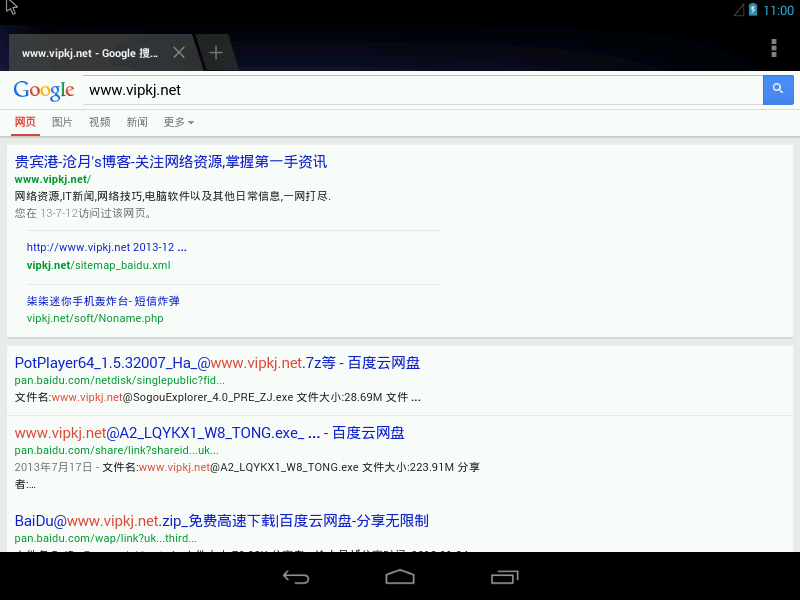 11:00
www.vipkj.net - Google 搜...
Google
www.vipkj.net
网页 图片 视频 新闻 更多
贵宾港-沧月's博客-关注网络资源,掌握第一手资讯
www.vipkj.net/
网络资源,IT新闻,网络技巧,电脑软件以及其他日常信息,一网打尽.
您在 13-7-12访问过该网页。
http://www.vipkj.net 2013-12 ...
vipkj.net/sitemap_baidu.xml
柒柒迷你手机轰炸台- 短信炸弹
vipkj.net/soft/Noname.php
PotPlayer64_1.5.32007_Ha_@www.vipkj.net.7z等 - 百度云网盘
pan.baidu.com/netdisk/singlepublic?fid...
文件名:www.vipkj.net@SogouExplorer_4.0_PRE_ZJ.exe 文件大小:28.69M 文件 ...
www.vipkj.net@A2_LQYKX1_W8_TONG.exe_ ... - 百度云网盘
pan.baidu.com/share/link?shareid...uk...
2013年7月17日 - 文件名:www.vipkj.net@A2_LQYKX1_W8_TONG.exe 文件大小:223.91M 分享
者:...
BaiDu@www.vipkj.net.zip_免费高速下载|百度云网盘-分享无限制
pan.baidu.com/wap/link?uk...third...